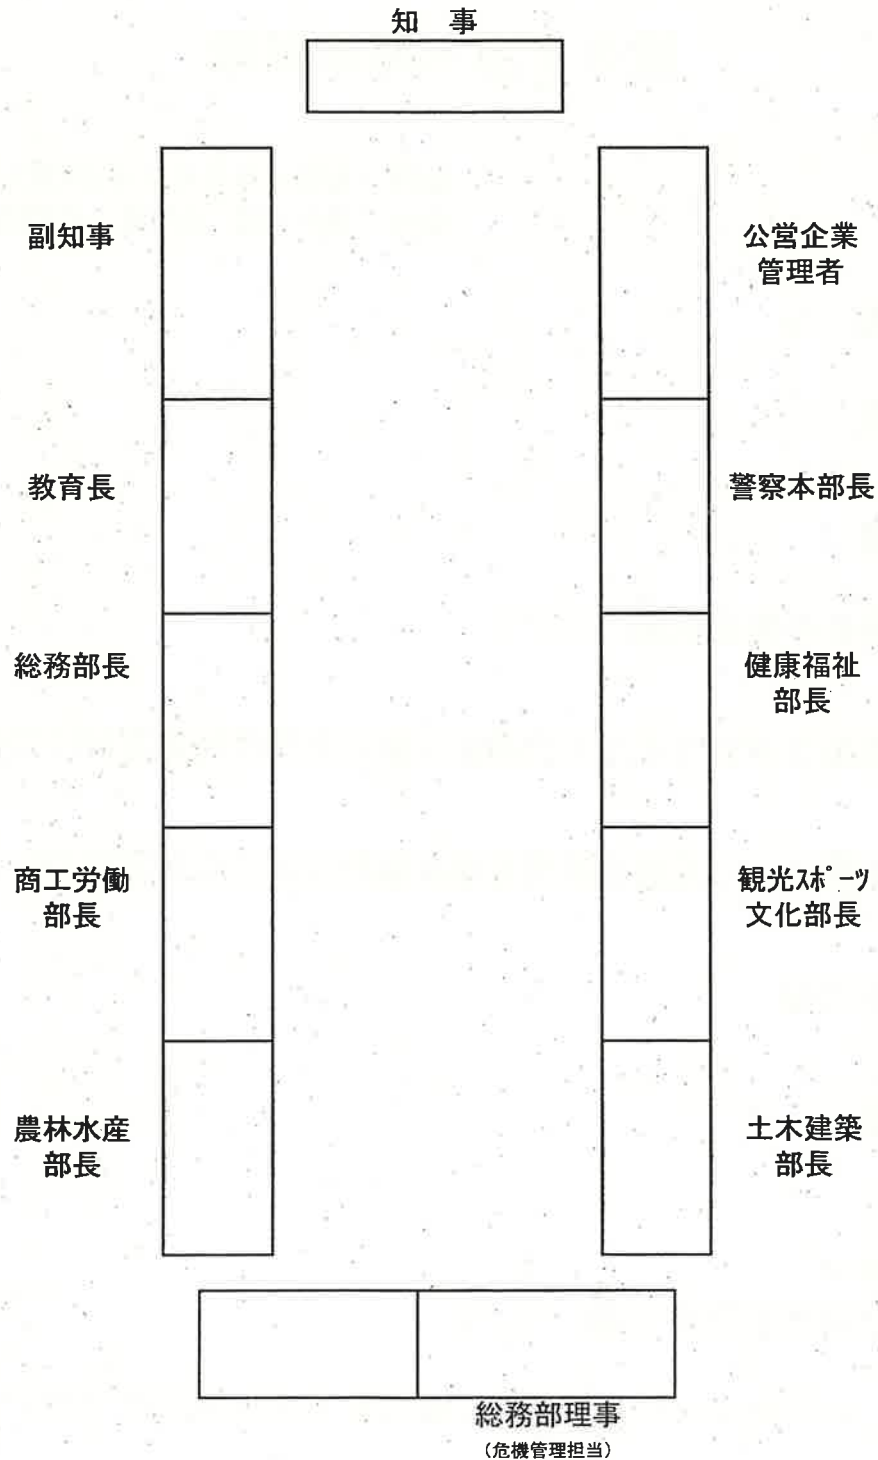 知　事
副知事
公営企業
管理者
教育長
警察本部長
総務部長
健康福祉
部長
商工労働
部長
観光ｽﾎﾟｰﾂ
文化部長
農林水産
部長
土木建築
部長
総務部理事
（危機管理担当）